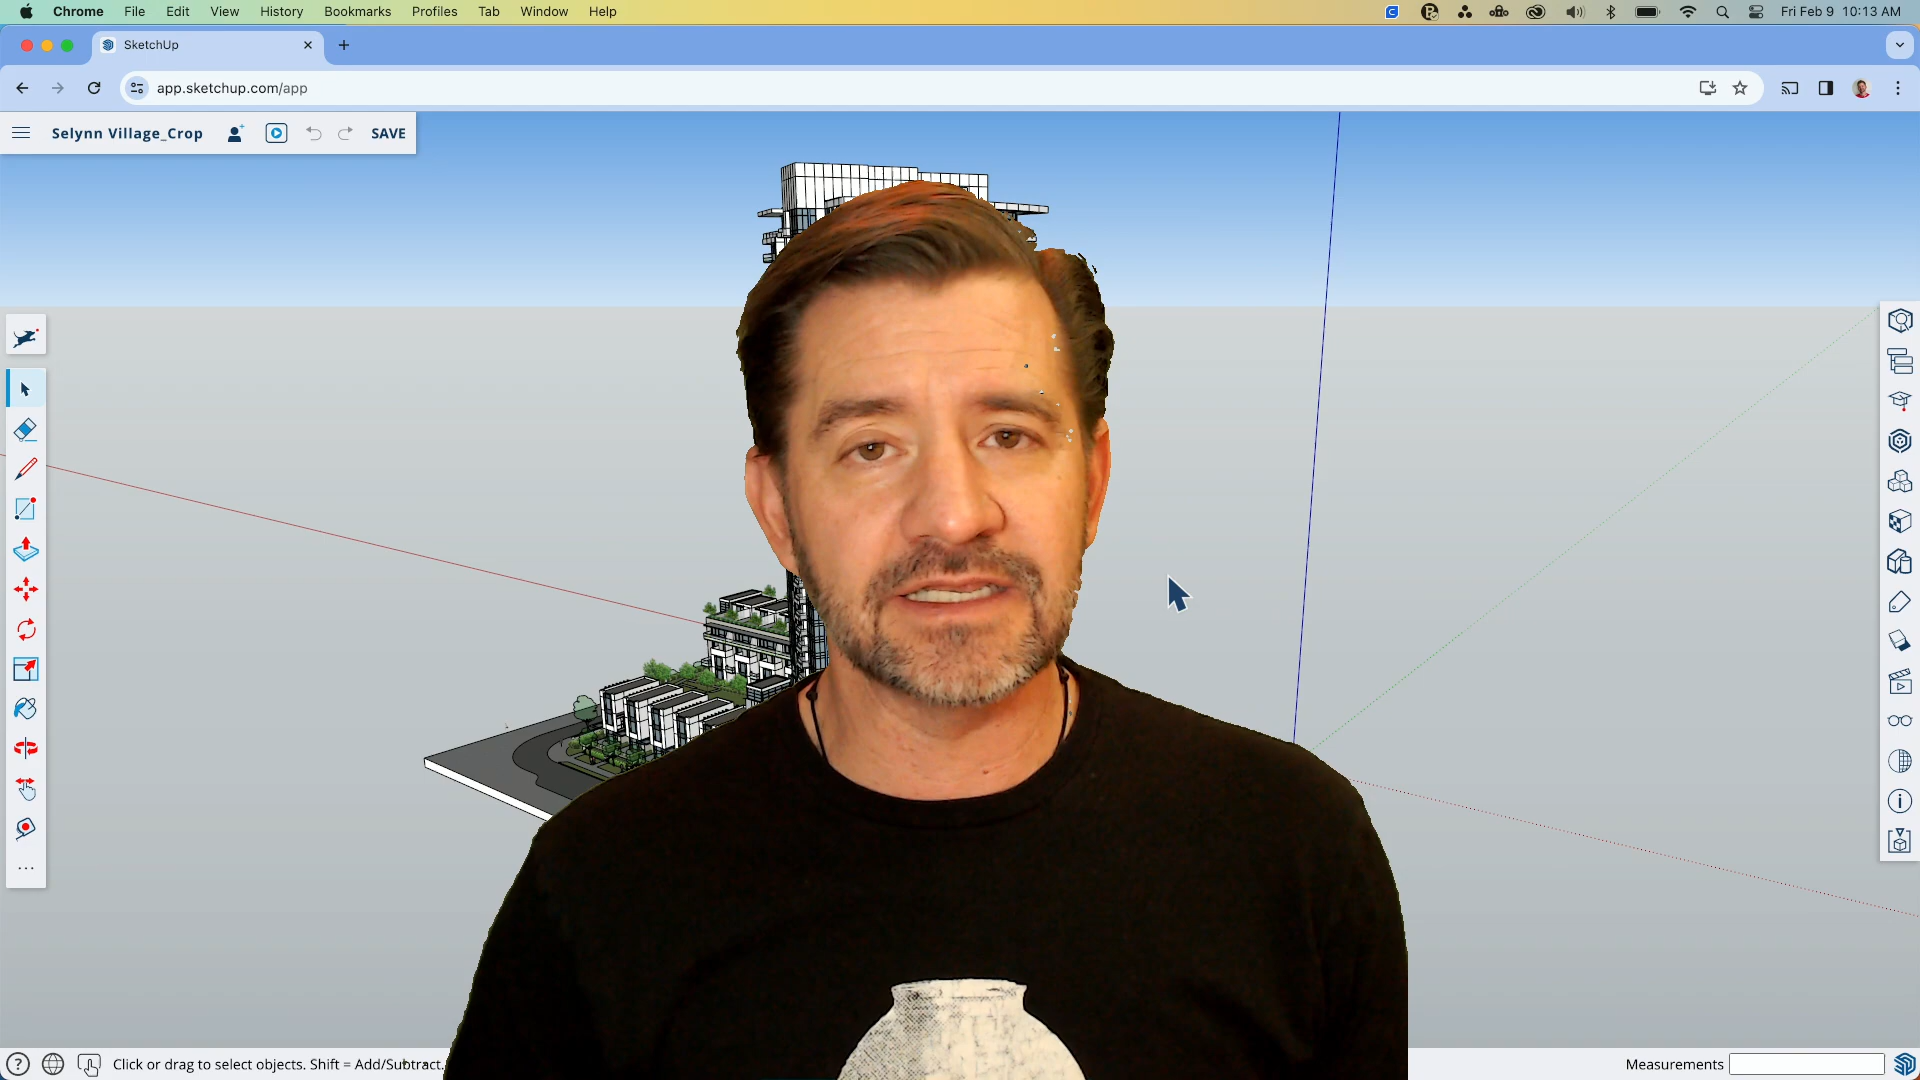 Chrome File Edit View History Bookmarks Profiles Tab Window Help Fri Feb 9 10:13 AM
SketchUp
app.sketchup.com/app
Selynn Village_Crop SAVE
Click or drag to select objects. Shift = Add/Subtract. Measurements